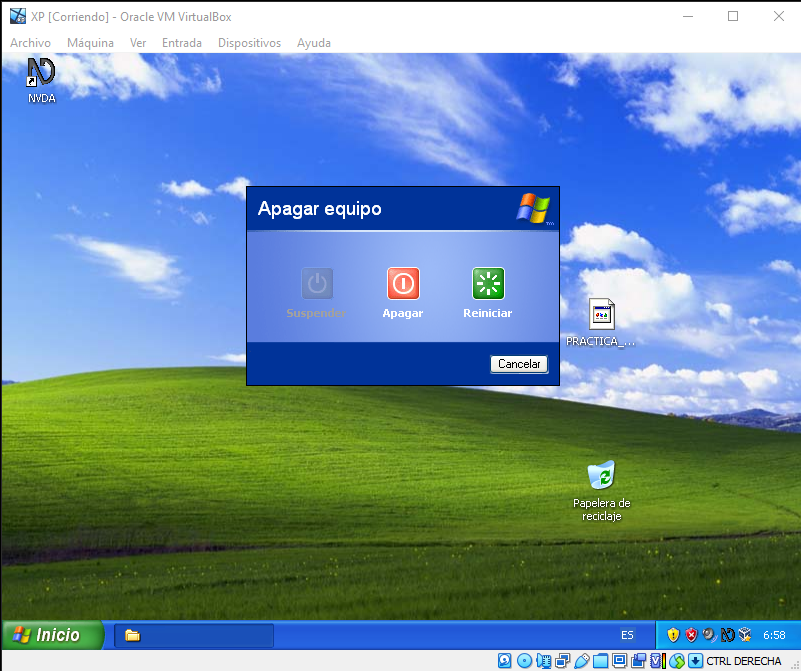 XP [Corriendo] - Oracle VM VirtualBox
Archivo Máquina Ver Entrada Dispositivos Ayuda
NVDA
Apagar equipo
Suspender Apagar Reiniciar
Cancelar
PRACTICA_...
Papelera de
reciclaje
Inicio ES 6:58
CTRL DERECHA